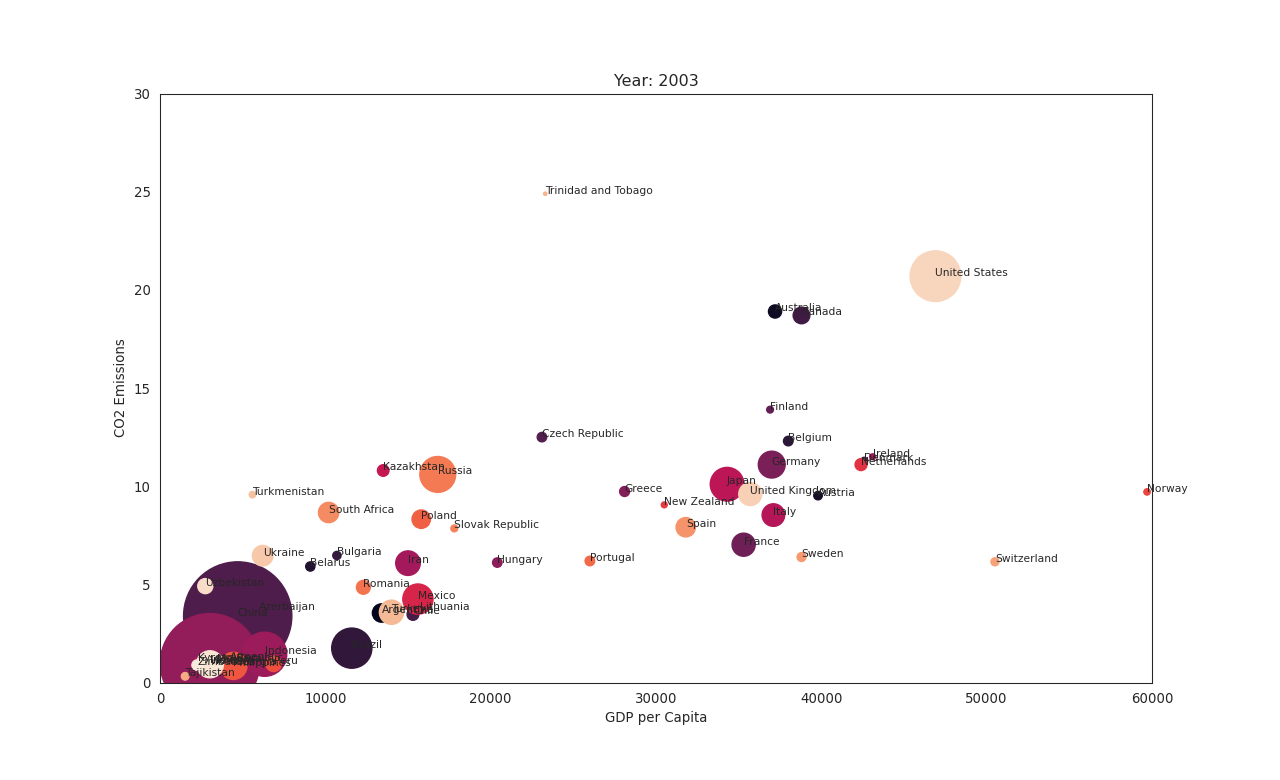 Year: 2003
30
25
20
15
10
5
0
CO2 Emissions
Trinidad and Tobago
United States
Australia
Canada
Finland
Czech Republic
Belgium
Ireland
Denmark
Netherlands
Germany
Kazakhstan
Russia
Japan
United Kingdom
Austria
Norway
Greece
Turkmenistan
New Zealand
South Africa
Poland
Italy
Slovak Republic
Spain
France
Ukraine
Bulgaria
Belarus
Iran
Hungary
Portugal
Sweden
Switzerland
Uzbekistan
Romania
Mexico
Azerbaijan
China
Lithuania
Turkey
Chile
Brazil
Indonesia
Peru
Tajikistan
0
10000
20000
30000
40000
50000
60000
GDP per Capita